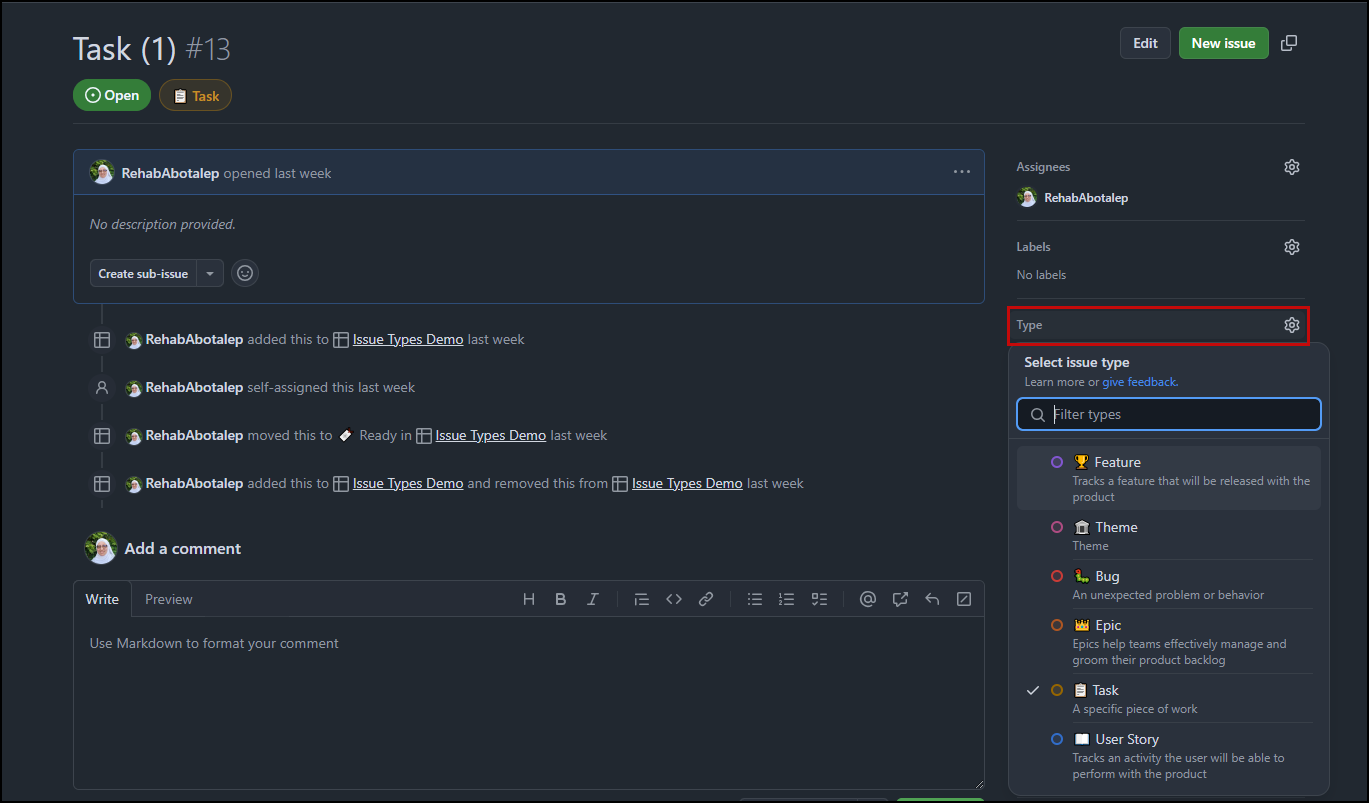 Task (1) #13
Edit
New issue
Open
Task
RehabAbotalep opened last week
No description provided.
Create sub-issue
RehabAbotalep added this to Issue Types Demo last week
RehabAbotalep self-assigned this last week
RehabAbotalep moved this to Ready in Issue Types Demo last week
RehabAbotalep added this to Issue Types Demo and removed this from Issue Types Demo last week
Add a comment
Write
Preview
Use Markdown to format your comment
Assignees
RehabAbotalep
Labels
No labels
Type
Select issue type
Learn more or give feedback.
Filter types
Feature
Tracks a feature that will be released with the
product
Theme
Theme
Bug
An unexpected problem or behavior
Epic
Epics help teams effectively manage and
groom their product backlog
Task
A specific piece of work
User Story
Tracks an activity the user will be able to
perform with the product